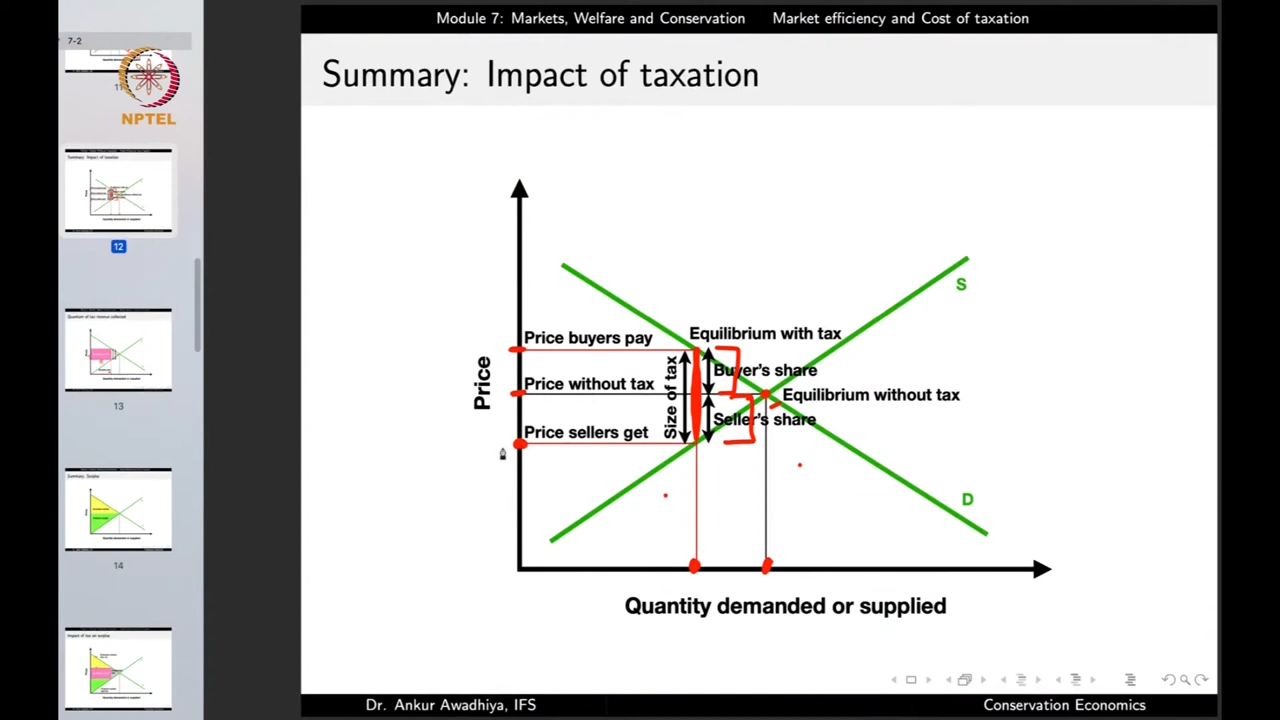 Module 7: Markets, Welfare and Conservation Market efficiency and Cost of taxation
7-2
NPTEL
Summary: Impact of taxation
12
13
14
S
Price buyers pay
Equilibrium with tax
Size of tax
Buyer's share
Price
Price without tax
Equilibrium without tax
Seller's share
Price sellers get
D
Quantity demanded or supplied
Dr. Ankur Awadhiya, IFS
Conservation Economics